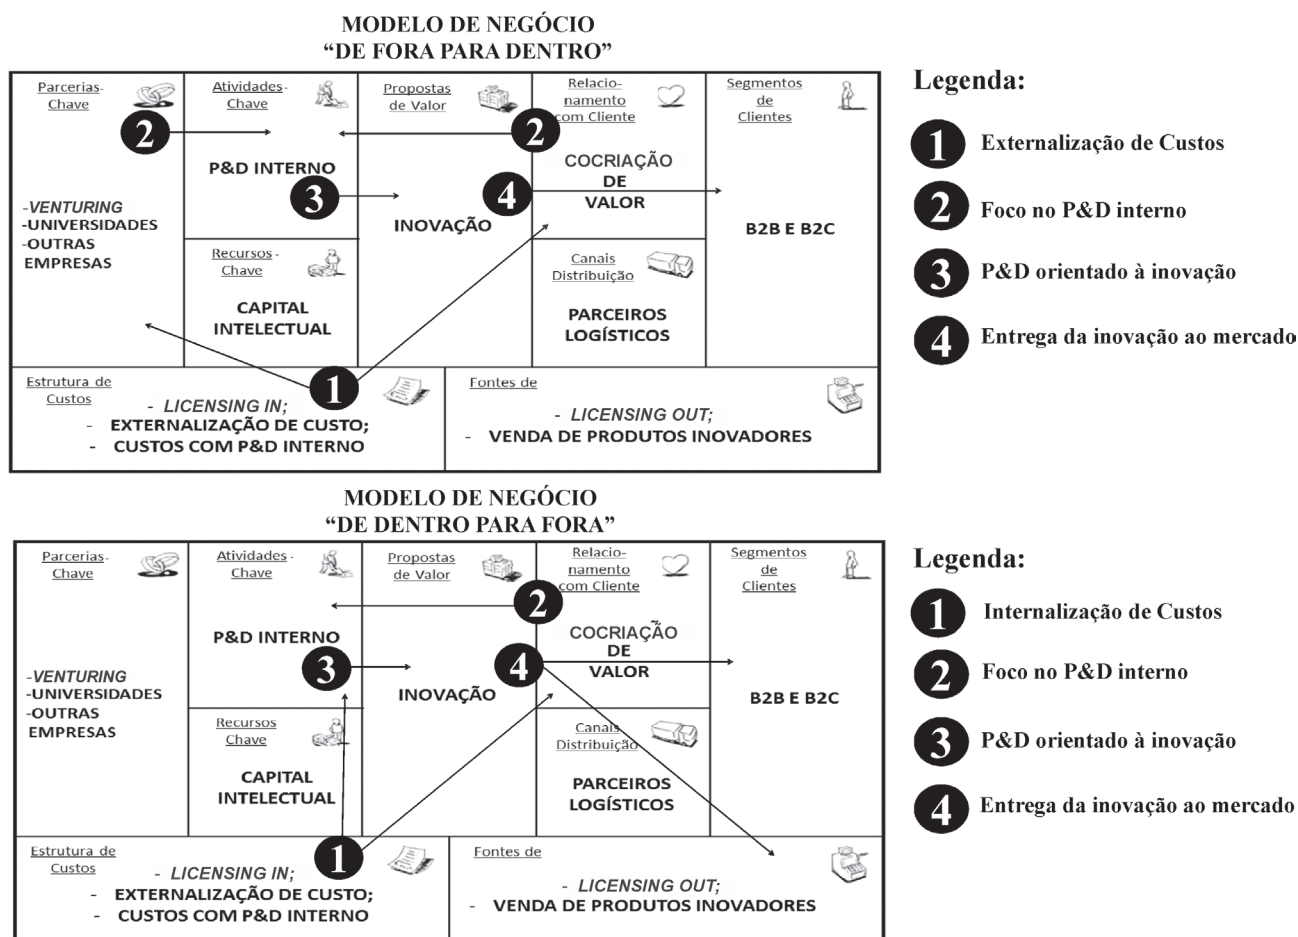 MODELO DE NEGÓCIO
“DE FORA PARA DENTRO”
Parcerias-
Chave
2
-VENTURING
-UNIVERSIDADES
-OUTRAS
EMPRESAS
Atividades-
Chave
P&D INTERNO
3
Recursos-
Chave
CAPITAL
INTELECTUAL
Propostas
de Valor
INOVAÇÃO
4
Relacio-
namento
com Cliente
2
COCRIAÇÃO
DE
VALOR
Canais
Distribuição
PARCEIROS
LOGÍSTICOS
Segmentos
de
Clientes
B2B E B2C
Estrutura de
Custos
1
- LICENSING IN;
- EXTERNALIZAÇÃO DE CUSTO;
- CUSTOS COM P&D INTERNO
Fontes de
- LICENSING OUT;
- VENDA DE PRODUTOS INOVADORES
Legenda:
1 Externalização de Custos
2 Foco no P&D interno
3 P&D orientado à inovação
4 Entrega da inovação ao mercado
MODELO DE NEGÓCIO
“DE DENTRO PARA FORA”
Parcerias-
Chave
-VENTURING
-UNIVERSIDADES
-OUTRAS
EMPRESAS
Atividades-
Chave
P&D INTERNO
3
Recursos
Chave
CAPITAL
INTELECTUAL
Propostas
de Valor
INOVAÇÃO
4
Relacio-
namento
com Cliente
2
COCRIAÇÃO
DE
VALOR
Canais
Distribuição
PARCEIROS
LOGÍSTICOS
Segmentos
de
Clientes
B2B E B2C
Estrutura de
Custos
1
- LICENSING IN;
- EXTERNALIZAÇÃO DE CUSTO;
- CUSTOS COM P&D INTERNO
Fontes de
- LICENSING OUT;
- VENDA DE PRODUTOS INOVADORES
Legenda:
1 Internalização de Custos
2 Foco no P&D interno
3 P&D orientado à inovação
4 Entrega da inovação ao mercado